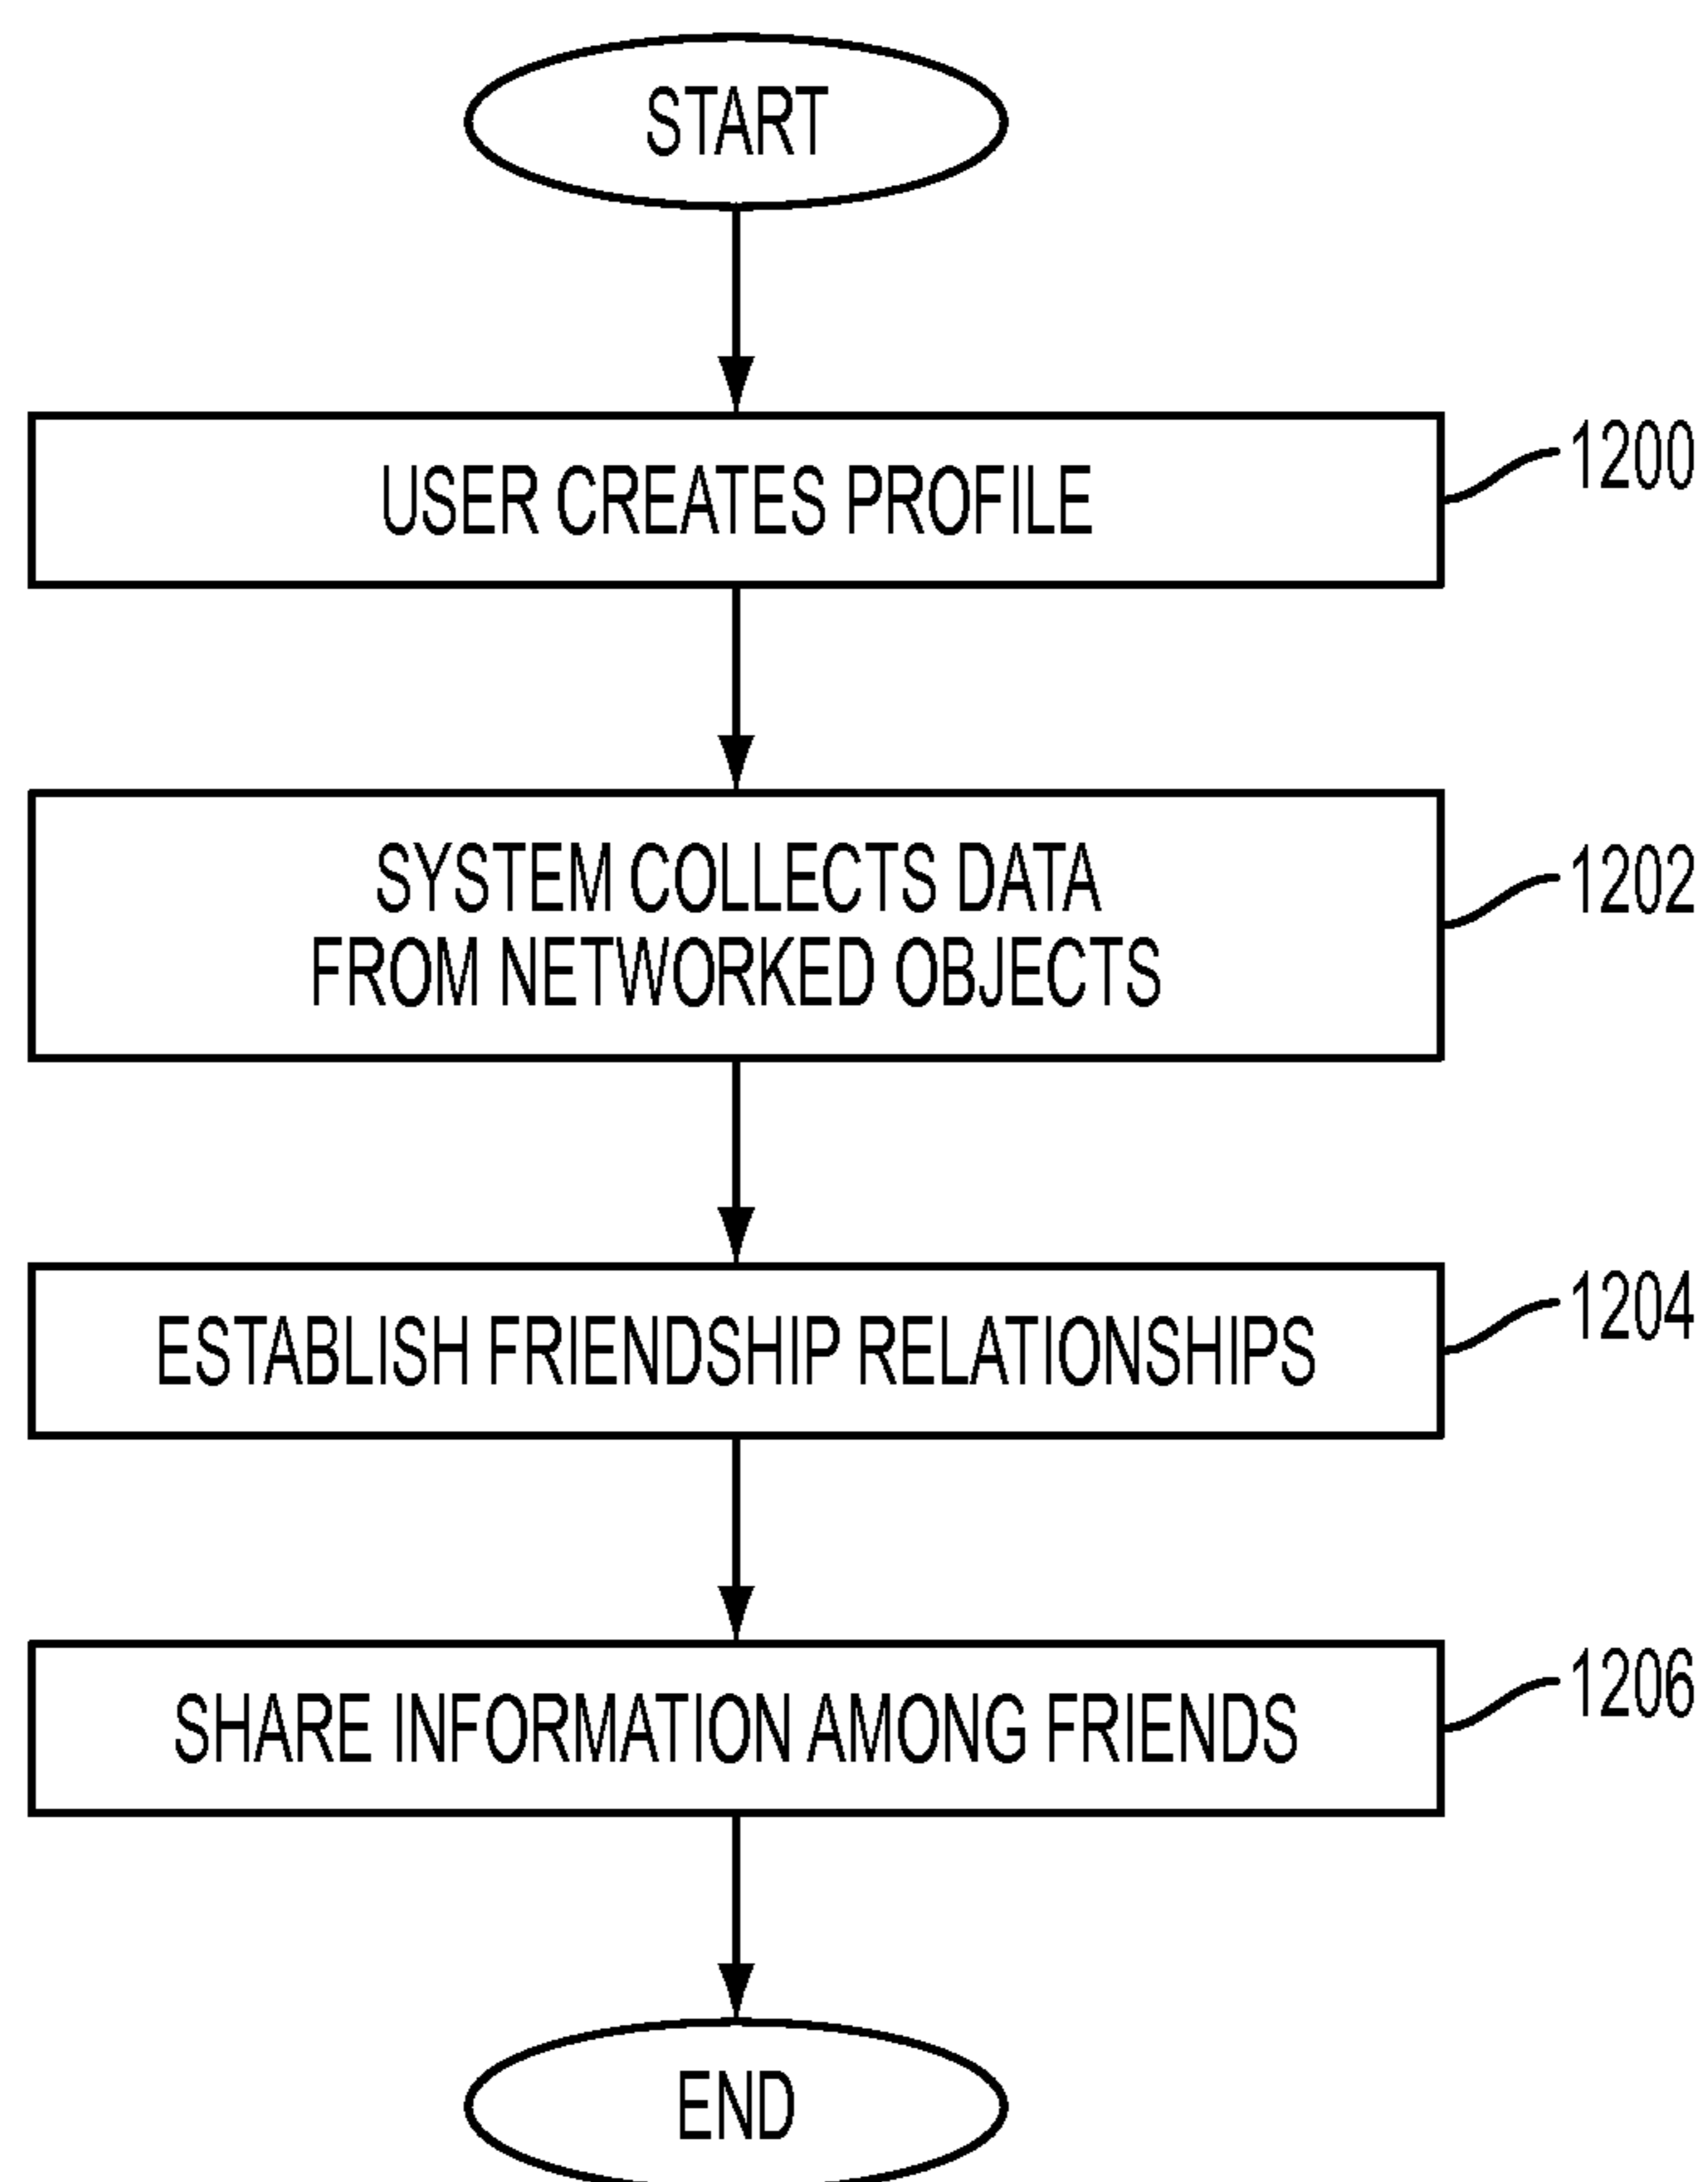 START
USER CREATES PROFILE
1200
SYSTEM COLLECTS DATA
FROM NETWORKED OBJECTS
1202
ESTABLISH FRIENDSHIP RELATIONSHIPS
1204
SHARE INFORMATION AMONG FRIENDS
1206
END